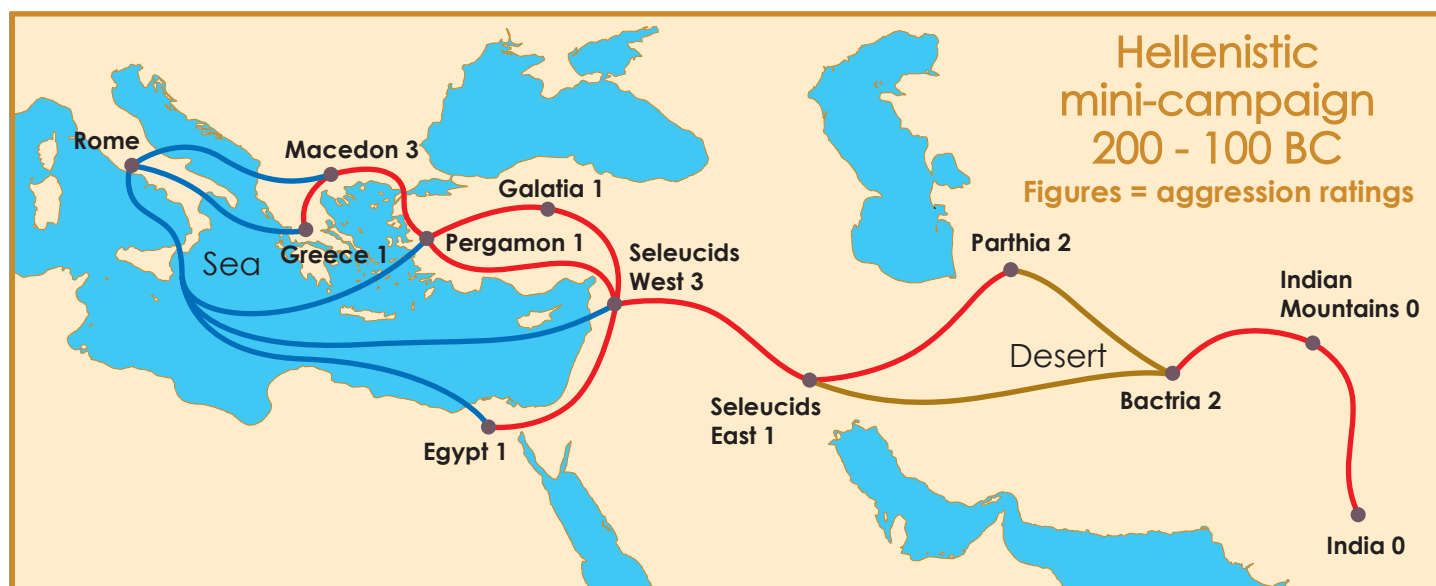 Hellenistic
mini-campaign
200 - 100 BC
Figures = aggression ratings
Rome
Macedon 3
Galatia 1
Pergamon 1
Greece 1
Sea
Seleucids
West 3
Parthia 2
Indian
Mountains 0
Desert
Seleucids
East 1
Bactria 2
Egypt 1
India 0